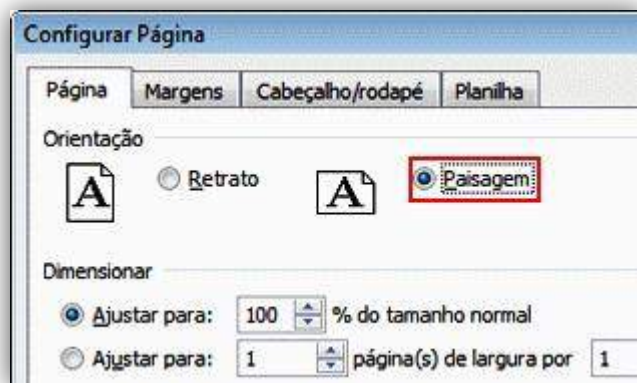 Configurar Página
Página Margens Cabeçalho/rodapé Planilha
Orientação
A Retrato A Paisagem
Dimensionar
Ajustar para: 100 % do tamanho normal
Ajustar para: 1 página(s) de largura por 1